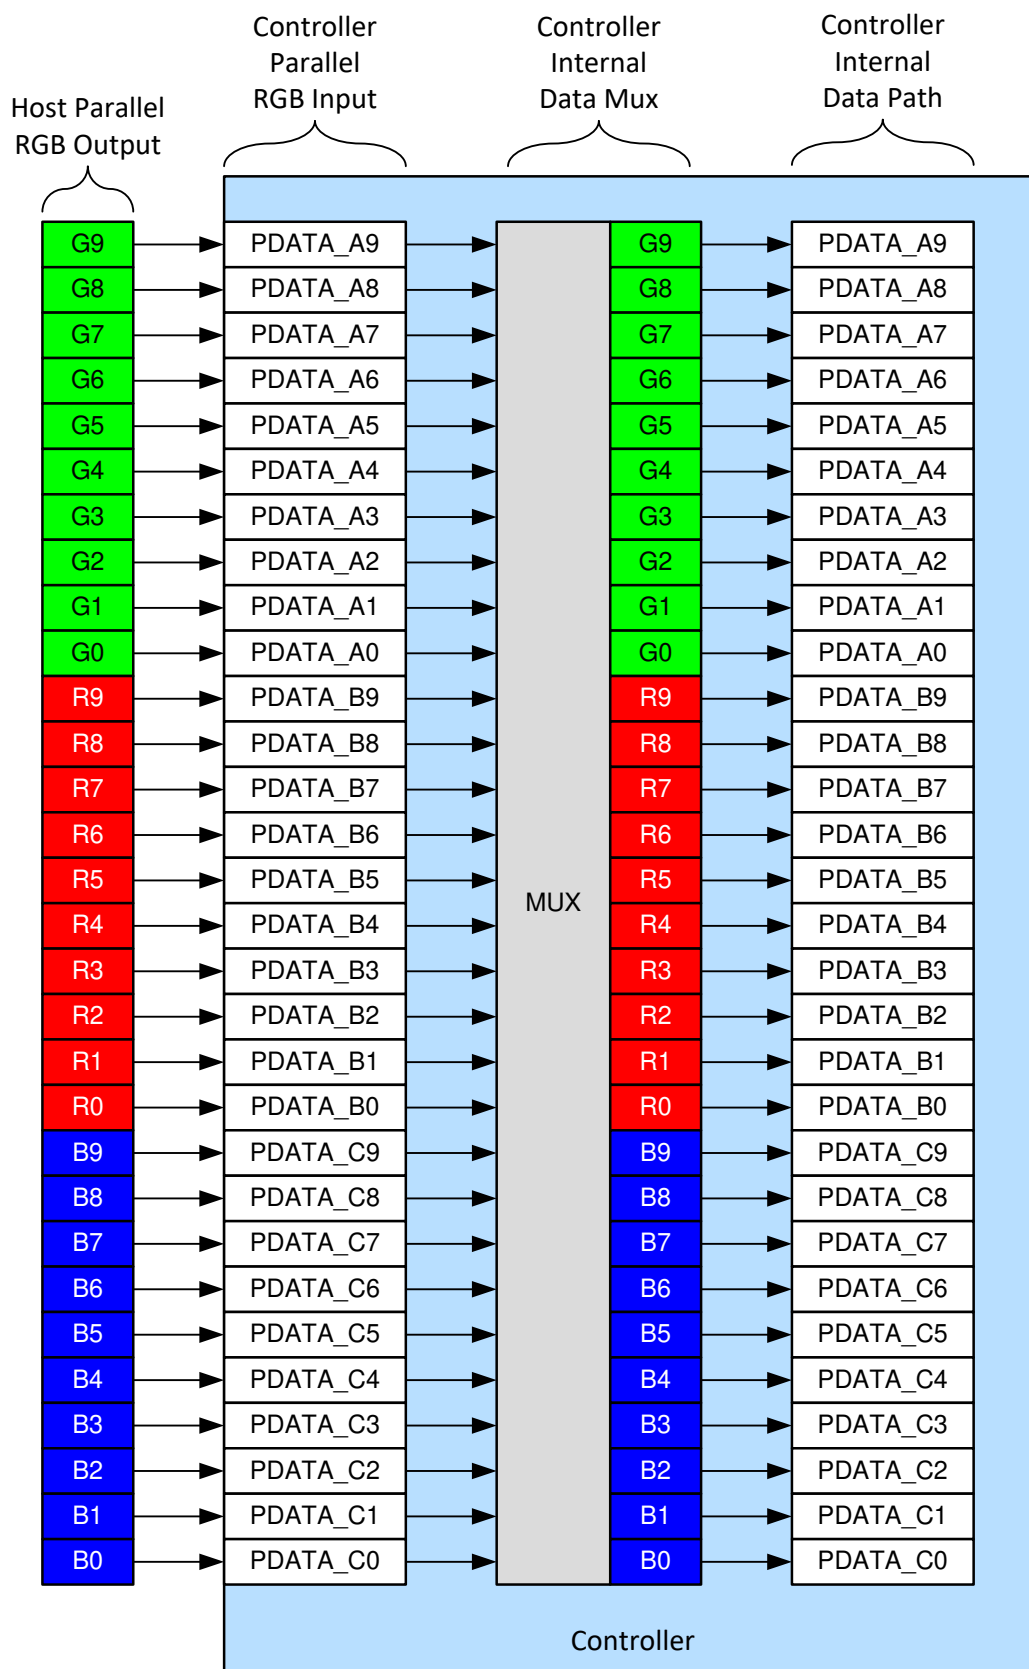 Controller
Parallel
RGB Input
Controller
Internal
Data Mux
Controller
Internal
Data Path
Host Parallel
RGB Output
G9 PDATA_A9 G9 PDATA_A9
G8 PDATA_A8 G8 PDATA_A8
G7 PDATA_A7 G7 PDATA_A7
G6 PDATA_A6 G6 PDATA_A6
G5 PDATA_A5 G5 PDATA_A5
G4 PDATA_A4 G4 PDATA_A4
G3 PDATA_A3 G3 PDATA_A3
G2 PDATA_A2 G2 PDATA_A2
G1 PDATA_A1 G1 PDATA_A1
G0 PDATA_A0 G0 PDATA_A0
R9 PDATA_B9 R9 PDATA_B9
R8 PDATA_B8 R8 PDATA_B8
R7 PDATA_B7 R7 PDATA_B7
R6 PDATA_B6 R6 PDATA_B6
R5 PDATA_B5 R5 PDATA_B5
MUX
R4 PDATA_B4 R4 PDATA_B4
R3 PDATA_B3 R3 PDATA_B3
R2 PDATA_B2 R2 PDATA_B2
R1 PDATA_B1 R1 PDATA_B1
R0 PDATA_B0 R0 PDATA_B0
B9 PDATA_C9 B9 PDATA_C9
B8 PDATA_C8 B8 PDATA_C8
B7 PDATA_C7 B7 PDATA_C7
B6 PDATA_C6 B6 PDATA_C6
B5 PDATA_C5 B5 PDATA_C5
B4 PDATA_C4 B4 PDATA_C4
B3 PDATA_C3 B3 PDATA_C3
B2 PDATA_C2 B2 PDATA_C2
B1 PDATA_C1 B1 PDATA_C1
B0 PDATA_C0 B0 PDATA_C0
Controller